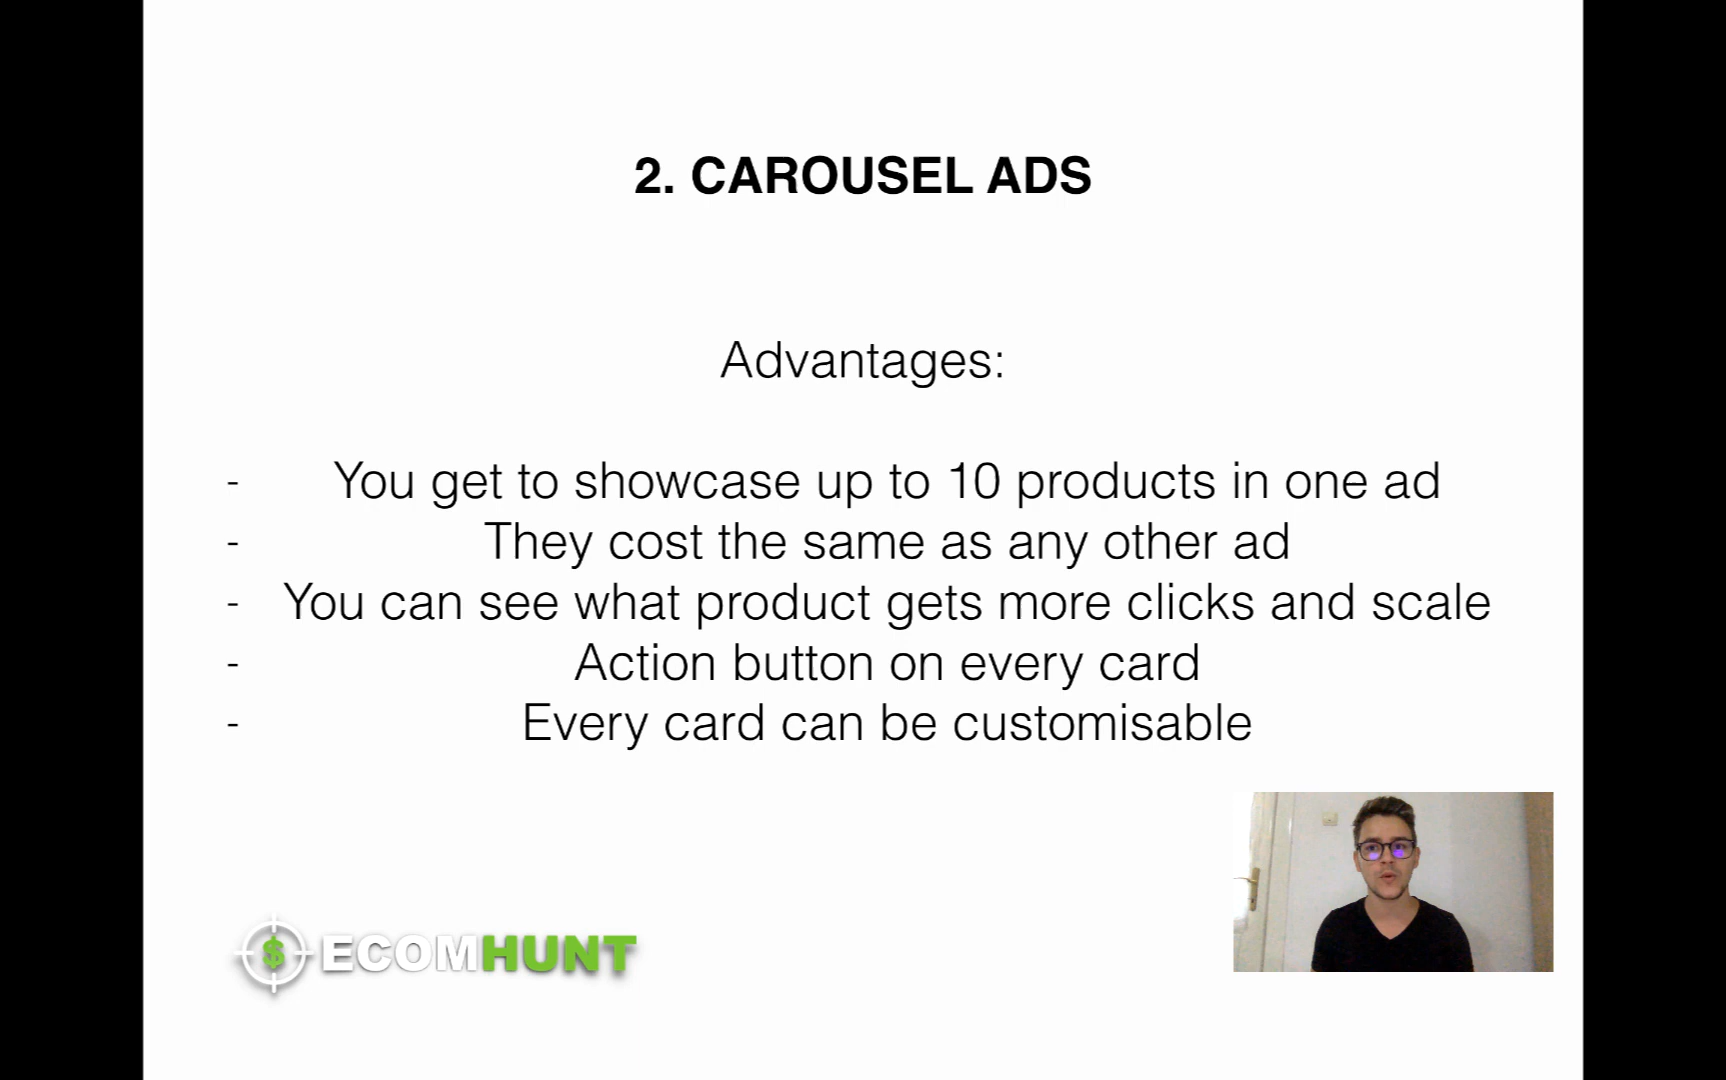 2. CAROUSEL ADS
Advantages:
- You get to showcase up to 10 products in one ad
- They cost the same as any other ad
- You can see what product gets more clicks and scale
- Action button on every card
- Every card can be customisable
$ ECOMHUNT